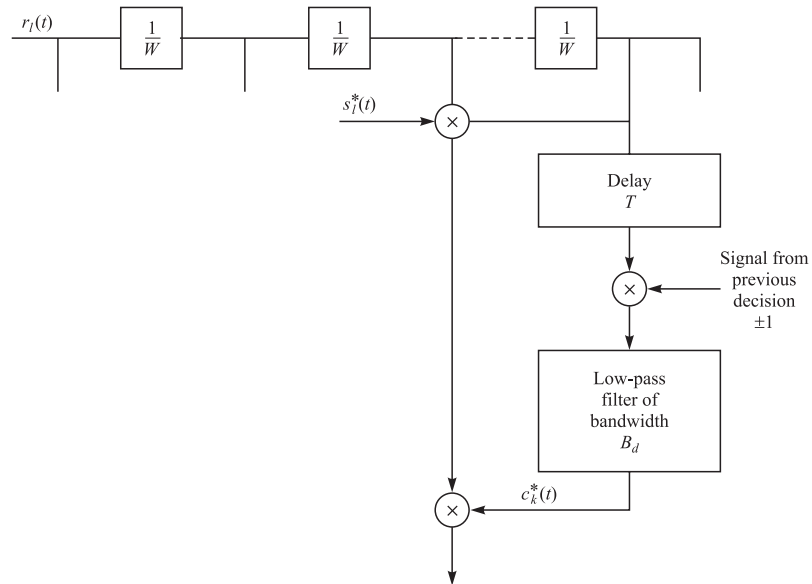 r_l(t)
1/W
1/W
1/W
s_l^*(t)
×
Delay
T
×
Signal from
previous
decision
±1
Low-pass
filter of
bandwidth
B_d
c_k^*(t)
×